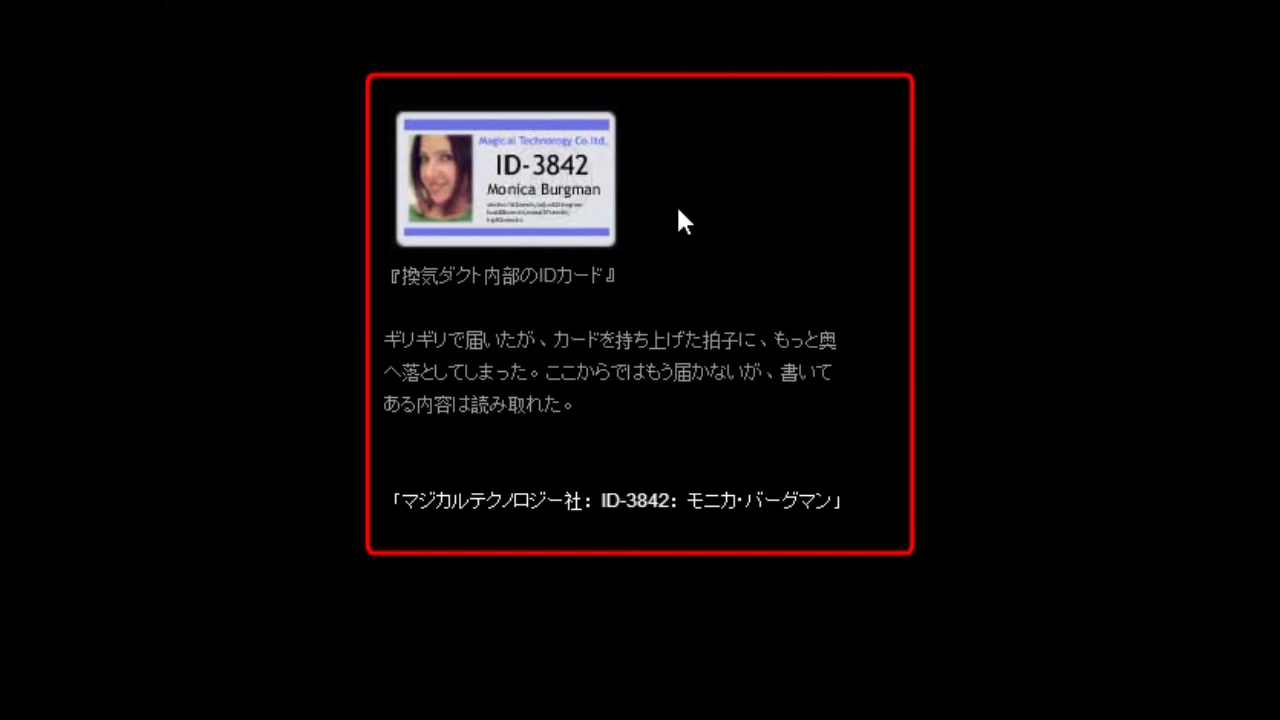 Magical Technorogy Co ltd.
ID-3842
Monica Burgman
『換気ダクト内部のIDカード』
ギリギリで届いたが、カードを持ち上げた拍子に、もっと奥
へ落としてしまった。ここからではもう届かないが、書いて
ある内容は読み取れた。
「マジカルテクノロジー社：ID-3842：モニカ・バーグマン」